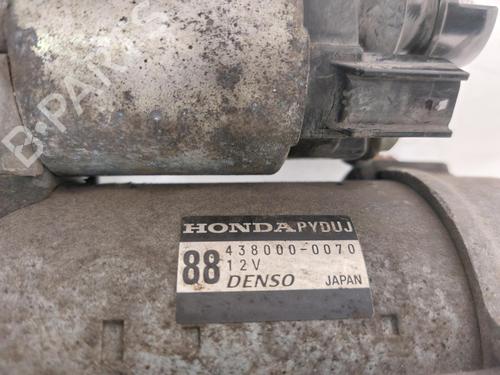 B-PARTS
HONDA PYDUJ
438000-0070
88 12V
DENSO JAPAN